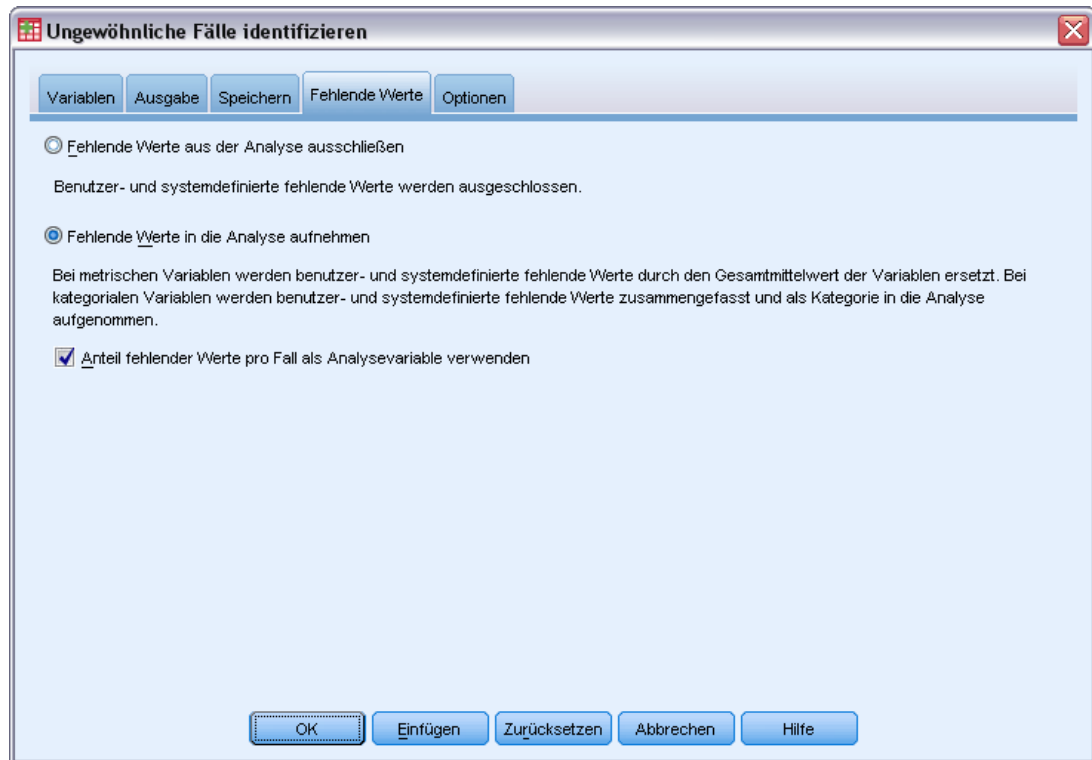 Ungewöhnliche Fälle identifizieren
Variablen Ausgabe Speichern Fehlende Werte Optionen
Fehlende Werte aus der Analyse ausschließen
Benutzer- und systemdefinierte fehlende Werte werden ausgeschlossen.
Fehlende Werte in die Analyse aufnehmen
Bei metrischen Variablen werden benutzer- und systemdefinierte fehlende Werte durch den Gesamtmittelwert der Variablen ersetzt. Bei
kategorialen Variablen werden benutzer- und systemdefinierte fehlende Werte zusammengefasst und als Kategorie in die Analyse
aufgenommen.
Anteil fehlender Werte pro Fall als Analysevariable verwenden
OK Einfügen Zurücksetzen Abbrechen Hilfe